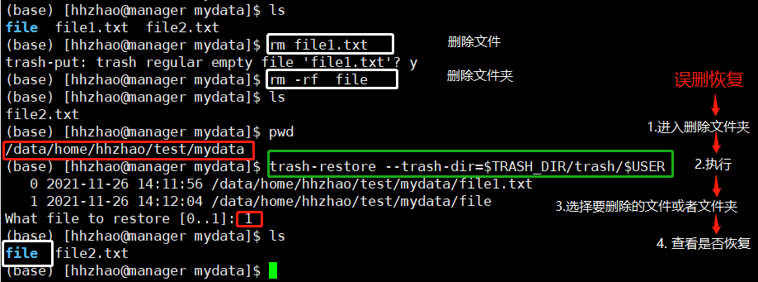 (base) [hhzhao@manager mydata]$ ls
file  file1.txt  file2.txt
(base) [hhzhao@manager mydata]$ rm file1.txt 删除文件
trash-put: trash regular empty file 'file1.txt'? y
(base) [hhzhao@manager mydata]$ rm -rf  file 删除文件夹
(base) [hhzhao@manager mydata]$ ls
file2.txt
(base) [hhzhao@manager mydata]$ pwd
/data/home/hhzhao/test/mydata
(base) [hhzhao@manager mydata]$ trash-restore --trash-dir=$TRASH_DIR/trash/$USER
0 2021-11-26 14:11:56 /data/home/hhzhao/test/mydata/file1.txt
1 2021-11-26 14:12:04 /data/home/hhzhao/test/mydata/file
What file to restore [0..1]: 1
(base) [hhzhao@manager mydata]$ ls
file  file2.txt
(base) [hhzhao@manager mydata]$
误删恢复
1.进入删除文件夹
2.执行
3.选择要删除的文件或者文件夹
4. 查看是否恢复